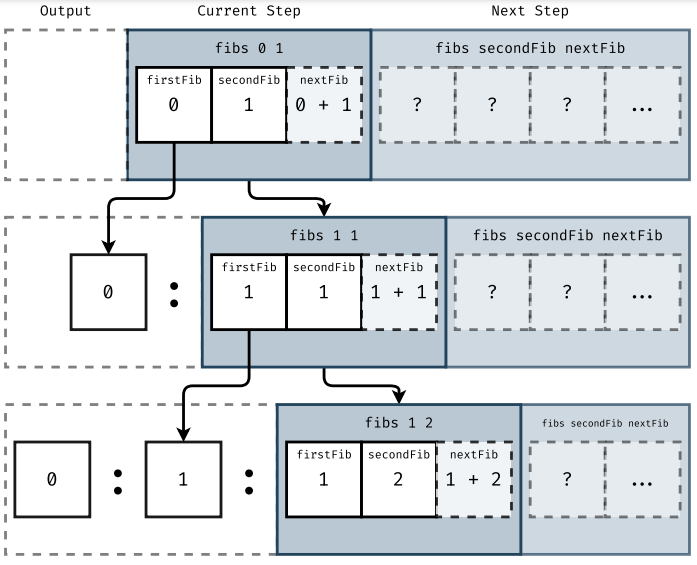 Output Current Step Next Step
fibs 0 1 fibs secondFib nextFib
firstFib secondFib nextFib
0 1 0 + 1 ? ? ? ...
fibs 1 1 fibs secondFib nextFib
firstFib secondFib nextFib
0 : 1 1 1 + 1 ? ? ...
fibs 1 2 fibs secondFib nextFib
firstFib secondFib nextFib
0 : 1 : 1 2 1 + 2 ? ...